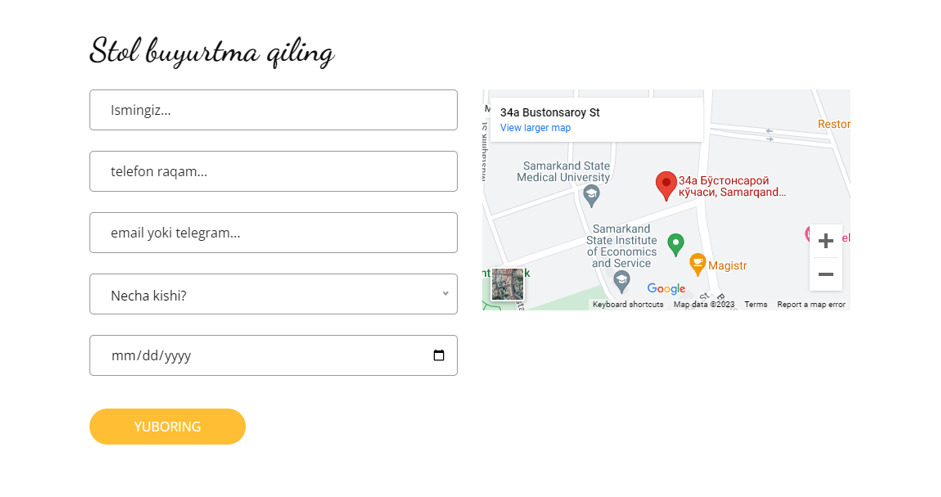 Stol buyurtma qiling
Ismingiz...
telefon raqam...
email yoki telegram...
Necha kishi?
mm/dd/yyyy
YUBORING
34a Bustonsaroy St
View larger map
Restor
Samarkand State
Medical University
34a Бўстонсарой
кўчаси, Samarqand...
Samarkand
State Institute
of Economics
and Service
Magistr
Google
Keyboard shortcuts
Map data ©2023
Terms
Report a map error